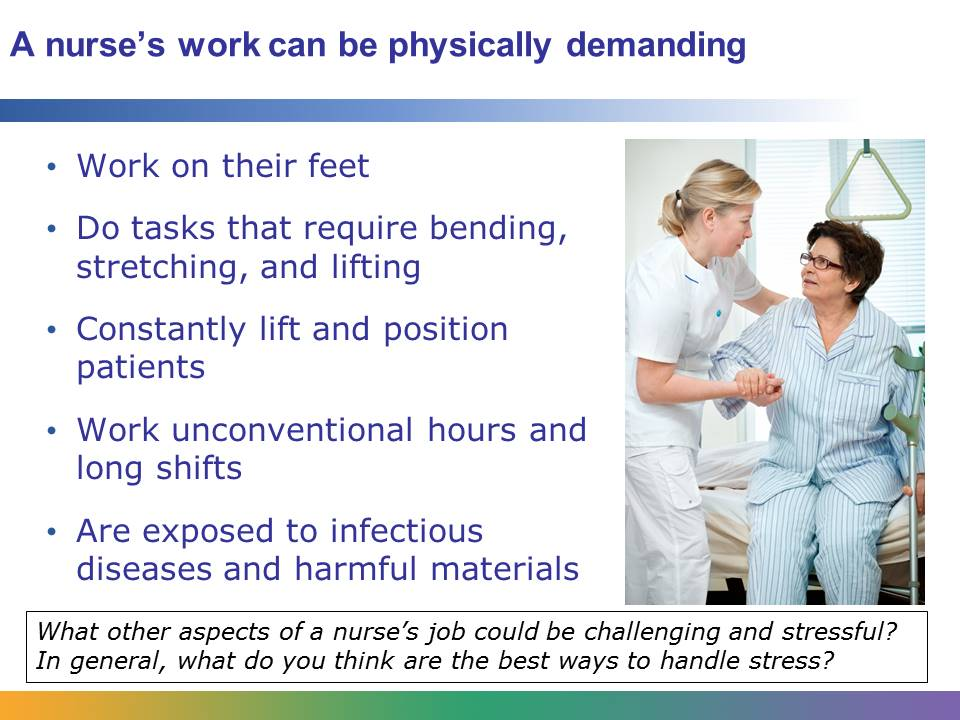 A nurse’s work can be physically demanding
• Work on their feet
• Do tasks that require bending,
stretching, and lifting
• Constantly lift and position
patients
• Work unconventional hours and
long shifts
• Are exposed to infectious
diseases and harmful materials
What other aspects of a nurse’s job could be challenging and stressful?
In general, what do you think are the best ways to handle stress?